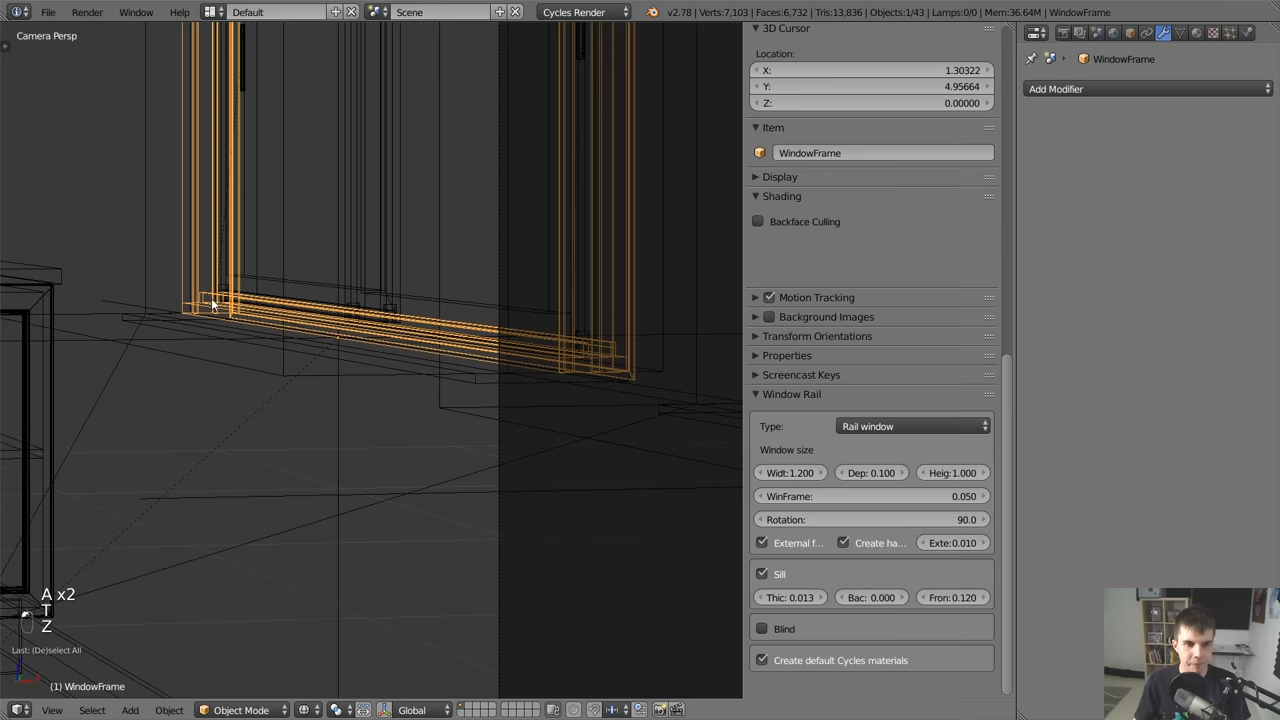 File Render Window Help Default Scene Cycles Render v2.78 | Verts:7,103 | Faces:6,732 | Tris:13,836 | Objects:1/43 | Lamps:0/0 | Mem:36.64M | WindowFrame
Camera Persp
3D Cursor
Location:
X: 1.30322
Y: 4.95664
Z: 0.00000
Item
WindowFrame
Display
Shading
Backface Culling
Motion Tracking
Background Images
Transform Orientations
Properties
Screencast Keys
Window Rail
Type: Rail window
Window size
Widt:1.200 Dep: 0.100 Heig:1.000
WinFrame: 0.050
Rotation: 90.0
External f... Create ha... Exte:0.010
Sill
Thic: 0.013 Bac: 0.000 Fron: 0.120
Blind
Create default Cycles materials
WindowFrame
Add Modifier
A x2
T
Z
Last: (De)select All
(1) WindowFrame
View Select Add Object Object Mode Global